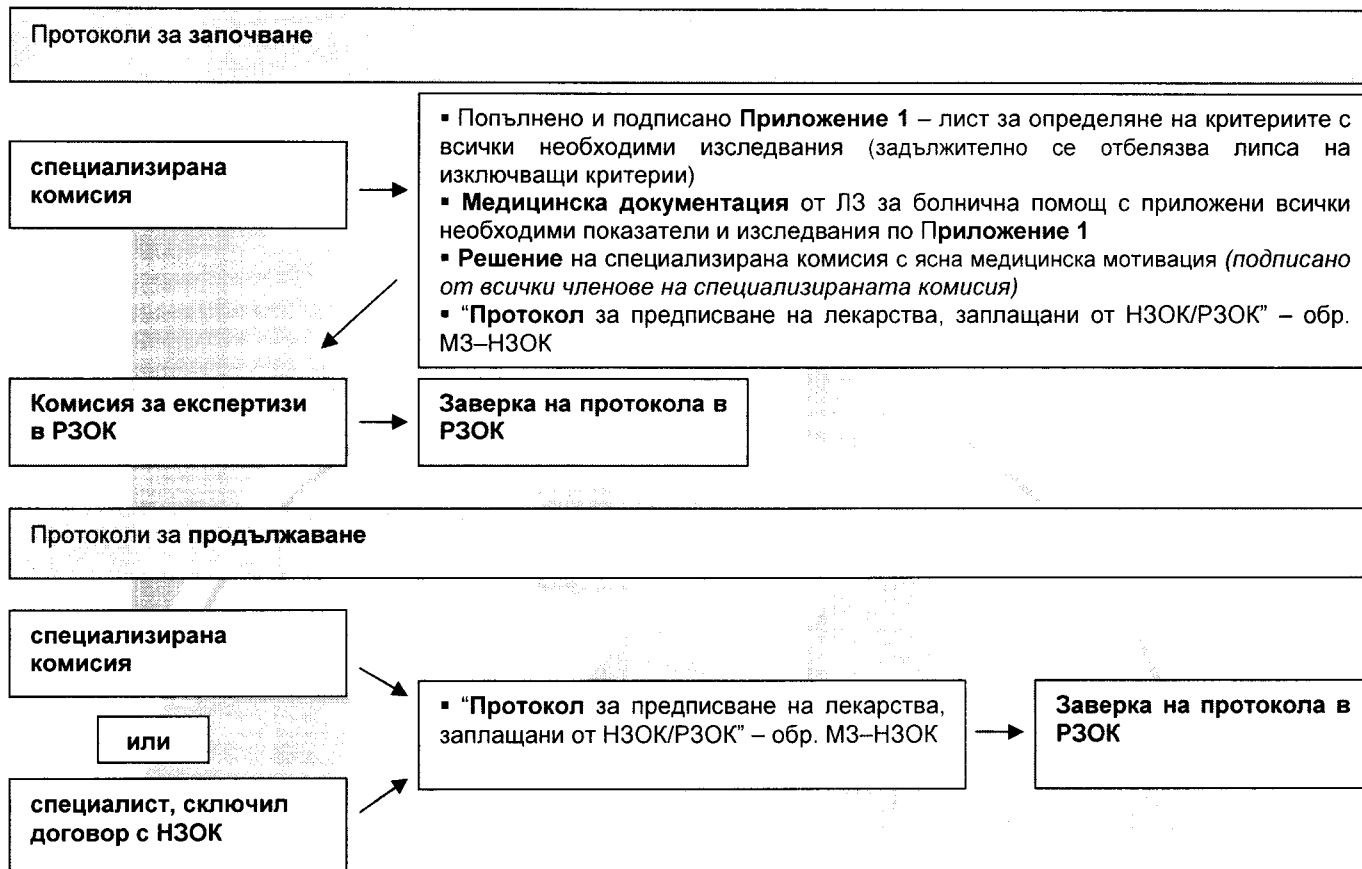 Протоколи за започване
специализирана
комисия
▪ Попълнено и подписано Приложение 1 – лист за определяне на критериите с
всички необходими изследвания (задължително се отбелязва липса на
изключващи критерии)
▪ Медицинска документация от ЛЗ за болнична помощ с приложени всички
необходими показатели и изследвания по Приложение 1
▪ Решение на специализирана комисия с ясна медицинска мотивация (подписано
от всички членове на специализираната комисия)
▪ “Протокол за предписване на лекарства, заплащани от НЗОК/РЗОК” – обр.
МЗ–НЗОК
Комисия за експертизи
в РЗОК
Заверка на протокола в
РЗОК
Протоколи за продължаване
специализирана
комисия
или
специалист, сключил
договор с НЗОК
▪ “Протокол за предписване на лекарства,
заплащани от НЗОК/РЗОК” – обр. МЗ–НЗОК
Заверка на протокола в
РЗОК